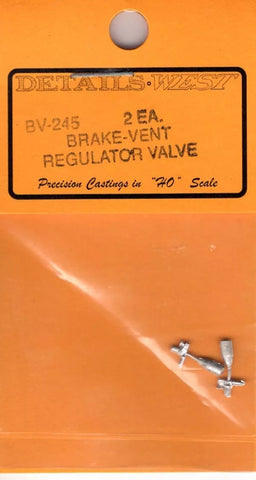 DETAILS WEST
BV-245 2 EA.
BRAKE-VENT
REGULATOR VALVE
Precision Castings in "HO" Scale